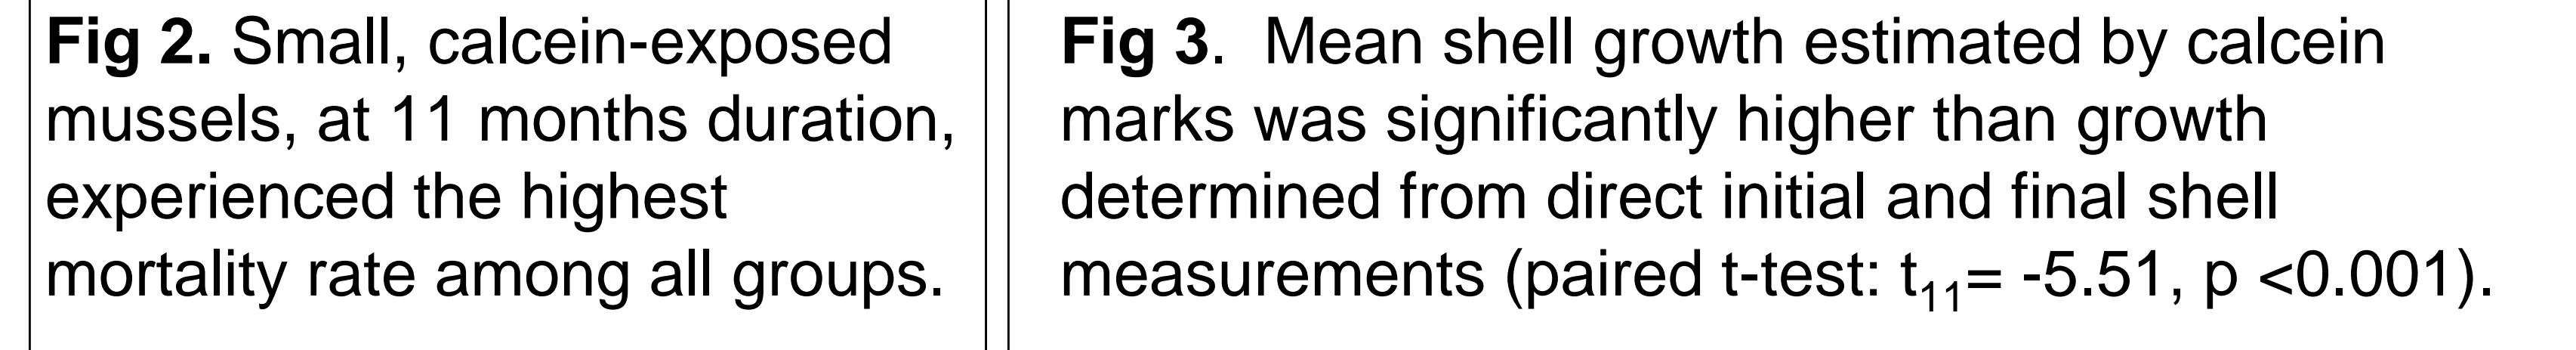 Fig 2. Small, calcein-exposed
mussels, at 11 months duration,
experienced the highest
mortality rate among all groups.
Fig 3.  Mean shell growth estimated by calcein
marks was significantly higher than growth
determined from direct initial and final shell
measurements (paired t-test: t₁₁= -5.51, p <0.001).